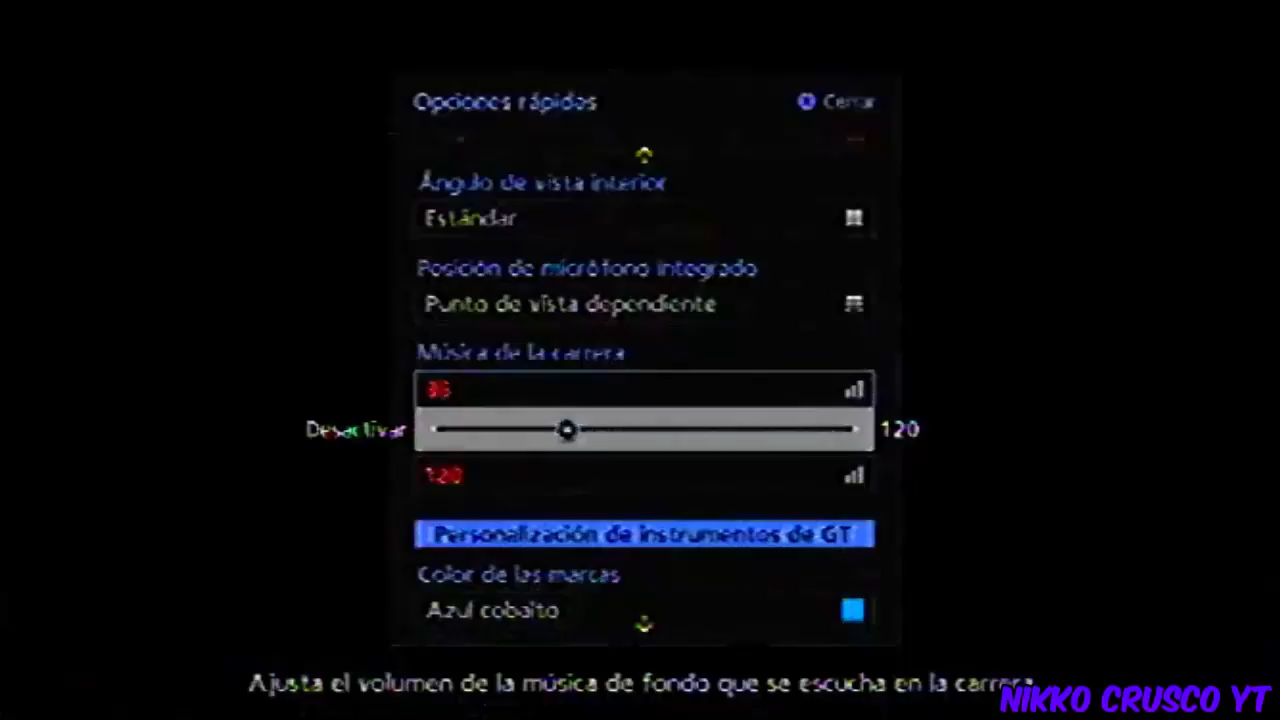 Opciones rápidas
Cerrar
Ángulo de vista interior
Estándar
Posición de micrófono integrado
Punto de vista dependiente
Música de la carrera
Desactivar
120
120
Personalización de instrumentos de GT
Color de las marcas
Azul cobalto
Ajusta el volumen de la música de fondo que se escucha en la carrera
NIKKO CRUSCO YT